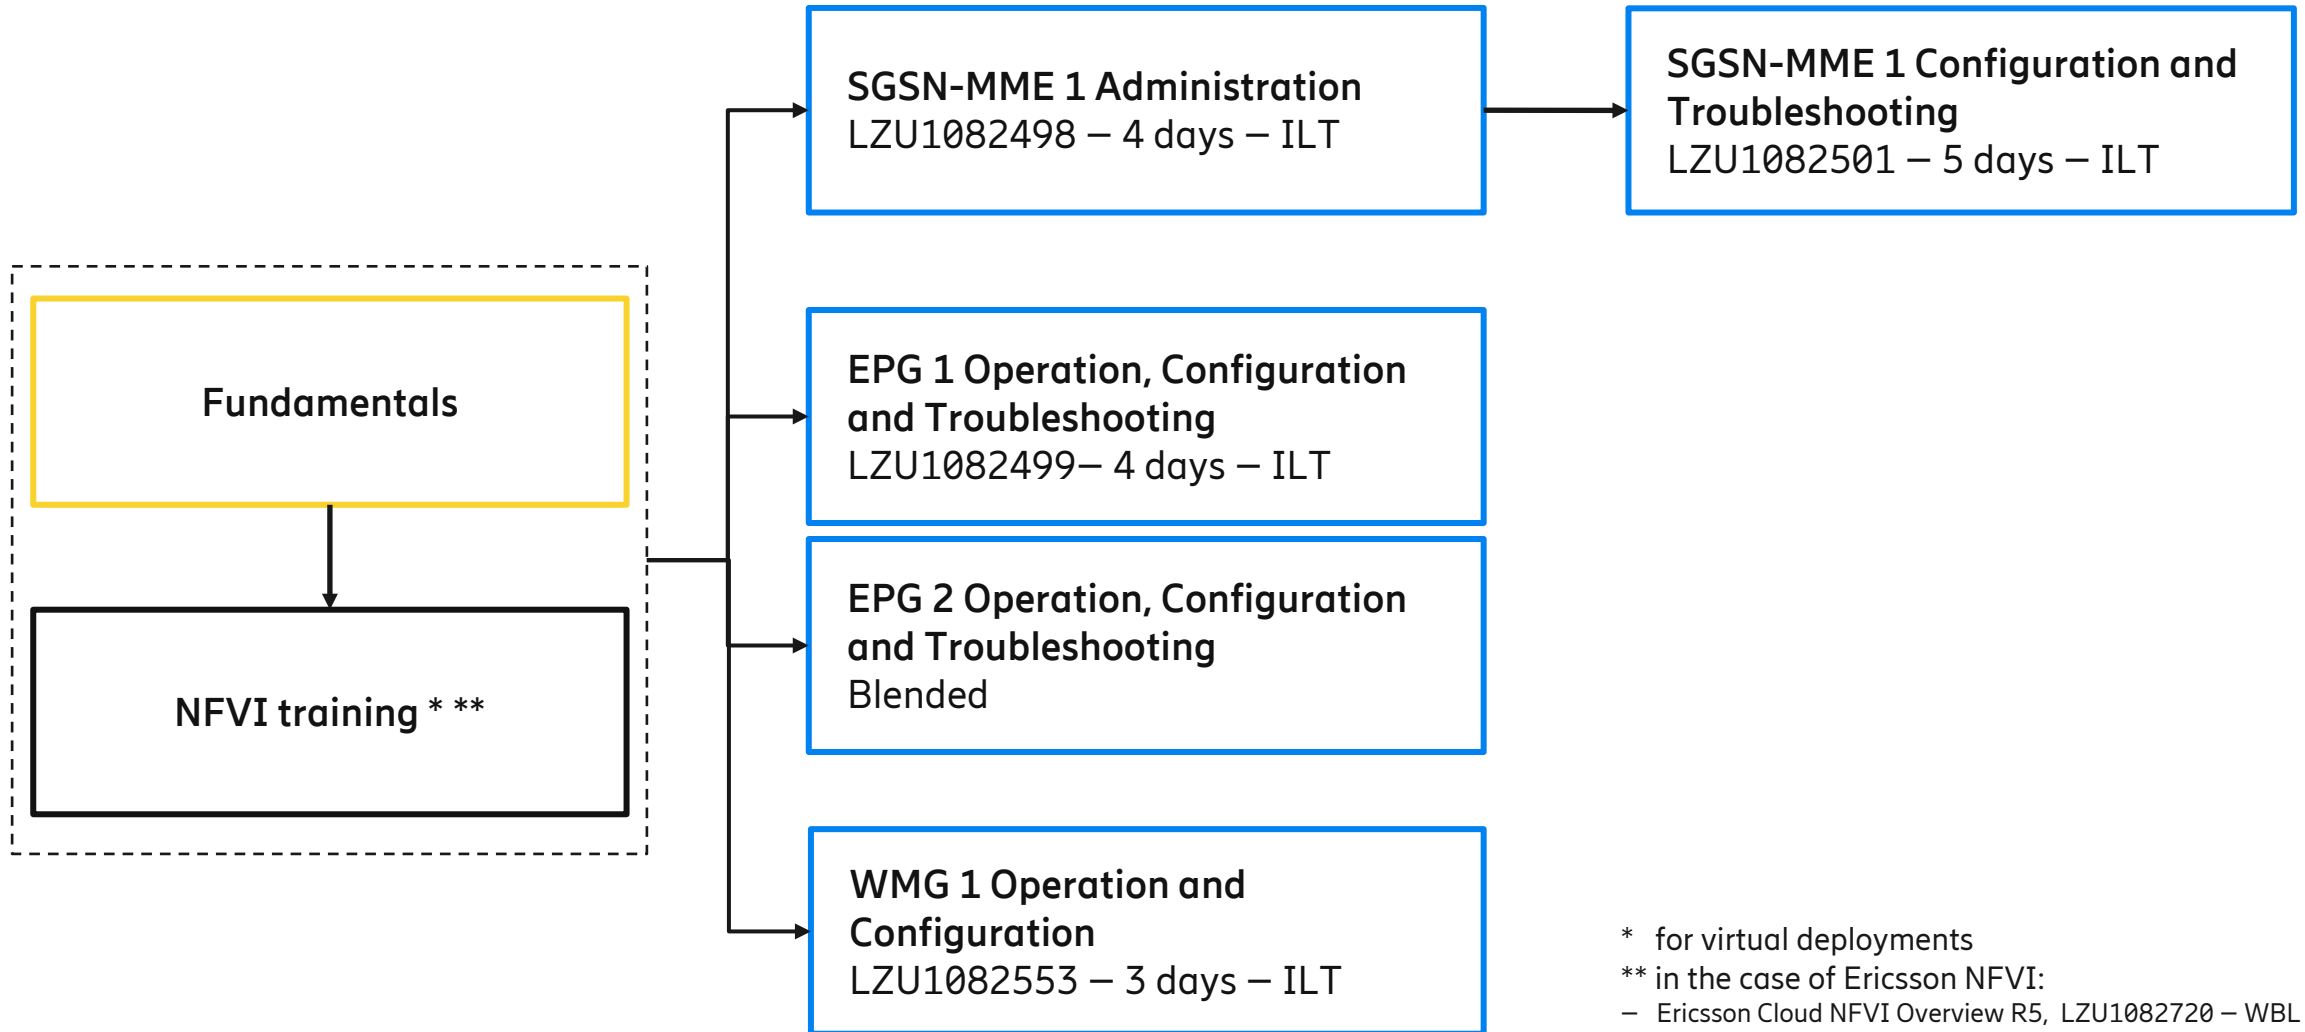 SGSN-MME 1 Administration
LZU1082498 – 4 days – ILT
SGSN-MME 1 Configuration and
Troubleshooting
LZU1082501 – 5 days – ILT
Fundamentals
NFVI training * **
EPG 1 Operation, Configuration
and Troubleshooting
LZU1082499– 4 days – ILT
EPG 2 Operation, Configuration
and Troubleshooting
Blended
WMG 1 Operation and
Configuration
LZU1082553 – 3 days – ILT
* for virtual deployments
** in the case of Ericsson NFVI:
– Ericsson Cloud NFVI Overview R5, LZU1082720 – WBL